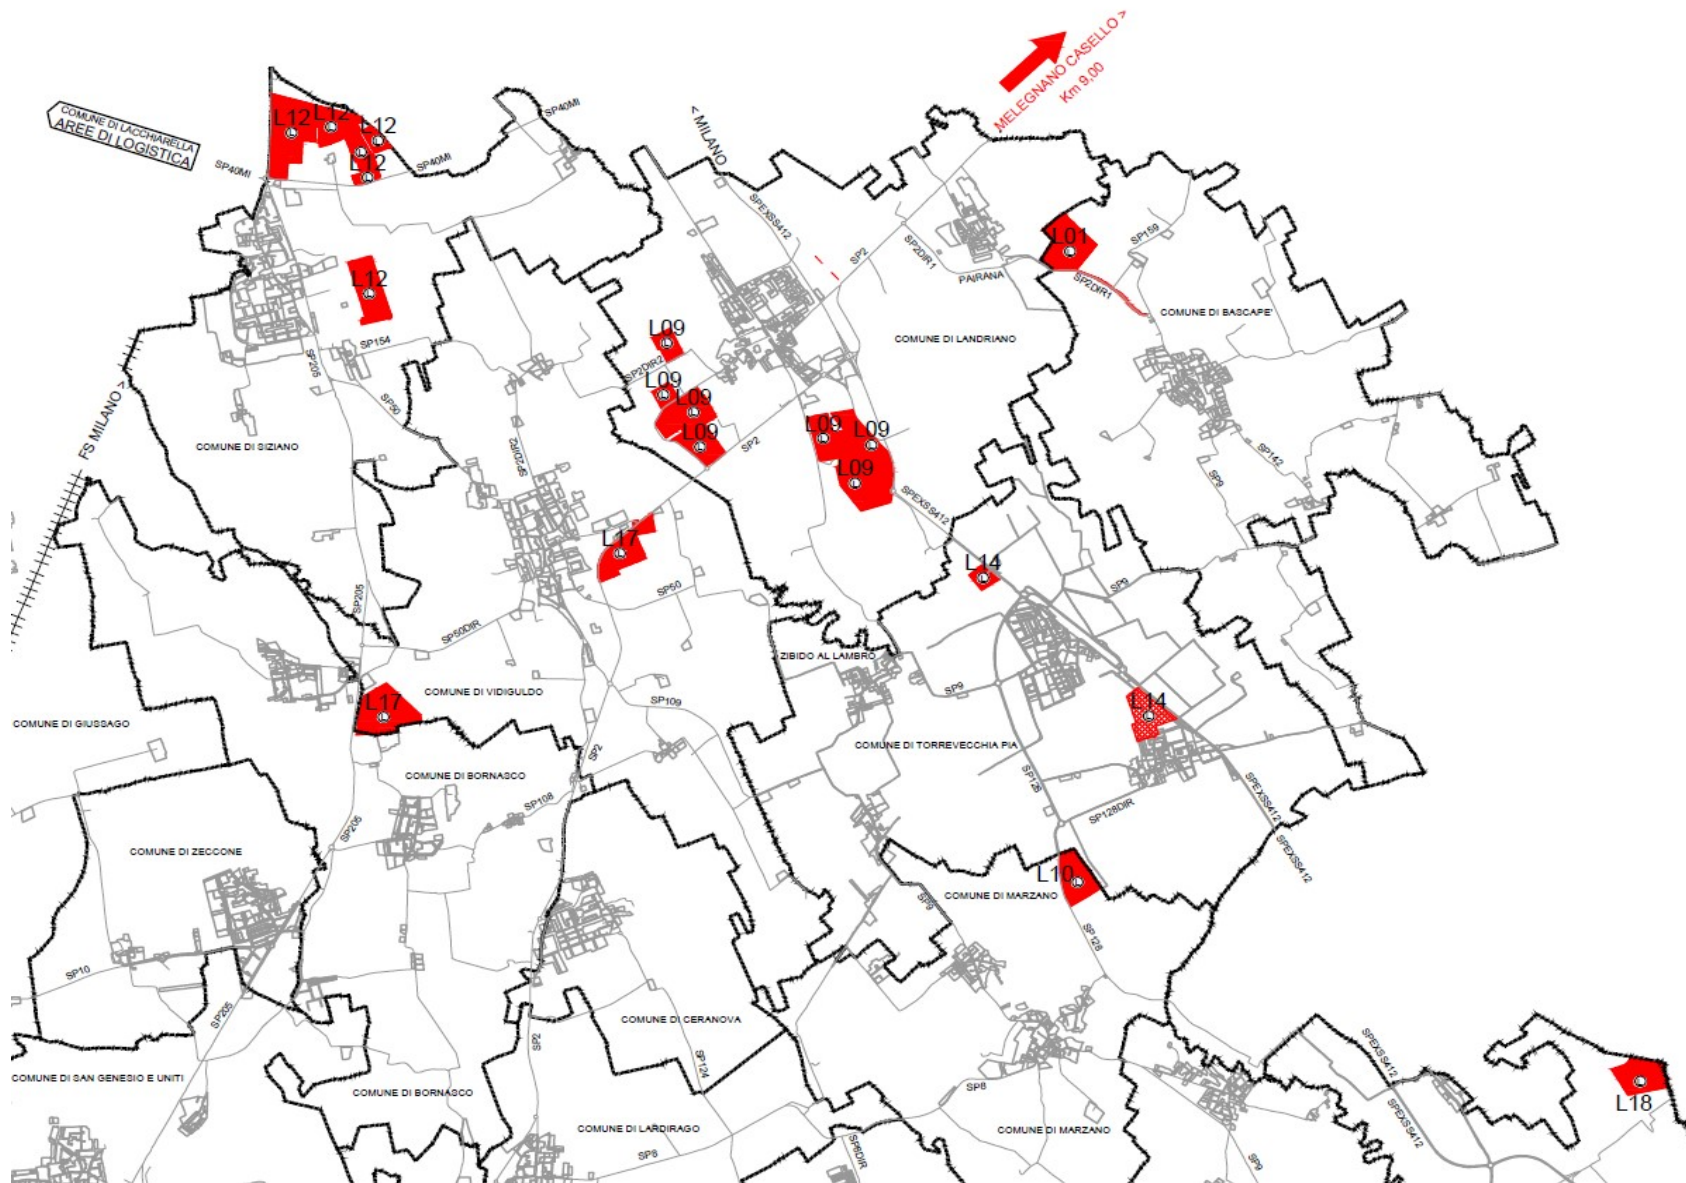 MELEGNANO CASELLO >
Km 9,00
COMUNE DI LACCHIARELLA
AREE DI LOGISTICA
< MILANO
SP40MI
L12
L12
L12
L12
SP40MI
SP40MI
SPEXSS412
L01
SP159
SP2
SP2DIR1
PAIRANA
SP2DIR1
L12
COMUNE DI BASCAPE'
COMUNE DI LANDRIANO
L09
SP154
SP205
SP2DIR2
FS MILANO >
L09
L09
SP50
L09
L09
L09
SP2
COMUNE DI SIZIANO
SP2DIR2
SP142
SP9
L09
SPEXSS412
L17
L14
SP9
SP50
SP205
SP50DIR
ZIBIDO AL LAMBRO
SP9
COMUNE DI VIDIGULDO
L17
SP109
L14
COMUNE DI GIUSSAGO
COMUNE DI TORREVECCHIA PIA
SP2
COMUNE DI BORNASCO
SP128
SPEXSS412
SP108
SP128DIR
SP205
COMUNE DI ZECCONE
SPEXSS412
L10
COMUNE DI MARZANO
SP9
SP128
SP10
SP205
COMUNE DI CERANOVA
SP2
SPEXSS412
SP124
COMUNE DI SAN GENESIO E UNITI
COMUNE DI BORNASCO
SP8
L18
SPEXSS412
COMUNE DI LARDIRAGO
COMUNE DI MARZANO
SP8
SP8DIR
SP9